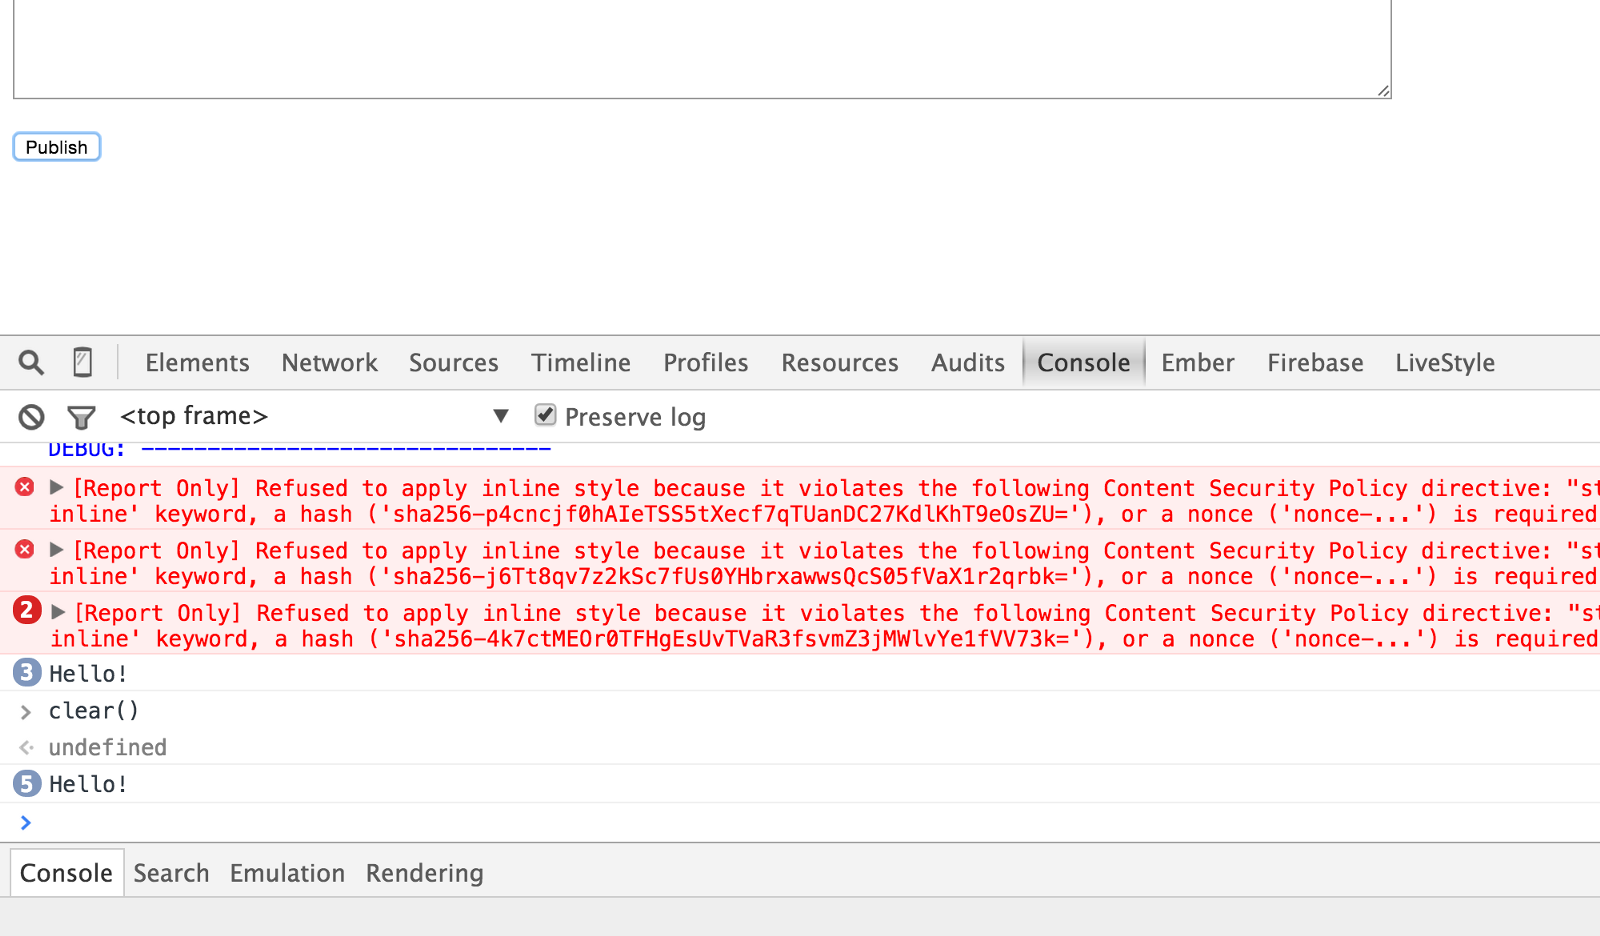 Publish
Elements Network Sources Timeline Profiles Resources Audits Console Ember Firebase LiveStyle
<top frame> ▼ Preserve log
DEBUG: -------------------------------
[Report Only] Refused to apply inline style because it violates the following Content Security Policy directive: "st
inline' keyword, a hash ('sha256-p4cncjf0hAIeTSS5tXecf7qTUanDC27KdlKhT9eOsZU='), or a nonce ('nonce-...') is required
[Report Only] Refused to apply inline style because it violates the following Content Security Policy directive: "st
inline' keyword, a hash ('sha256-j6Tt8qv7z2kSc7fUs0YHbrxawwsQcS05fVaX1r2qrbk='), or a nonce ('nonce-...') is required
2 [Report Only] Refused to apply inline style because it violates the following Content Security Policy directive: "st
inline' keyword, a hash ('sha256-4k7ctMEOr0TFHgEsUvTVaR3fsvmZ3jMWlvYe1fVV73k='), or a nonce ('nonce-...') is required
3 Hello!
> clear()
undefined
5 Hello!
>
Console Search Emulation Rendering